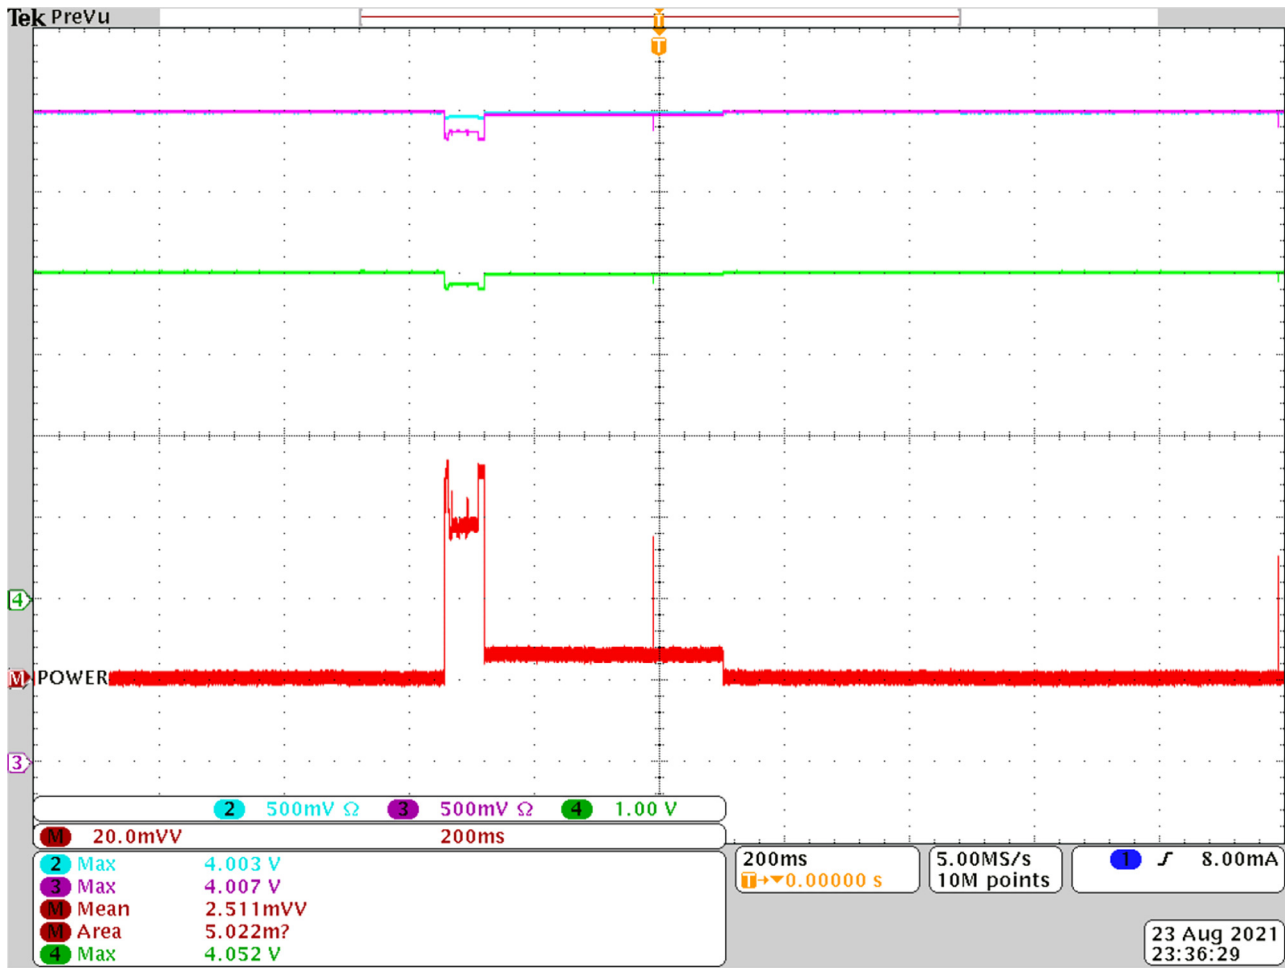 Tek PreVu
T
T
4
M POWER
3
2 500mV Ω 3 500mV Ω 4 1.00 V
M 20.0mVV 200ms
2 Max 4.003 V
3 Max 4.007 V
M Mean 2.511mVV
M Area 5.022m?
4 Max 4.052 V
200ms
T→▼0.00000 s
5.00MS/s
10M points
1 8.00mA
23 Aug 2021
23:36:29